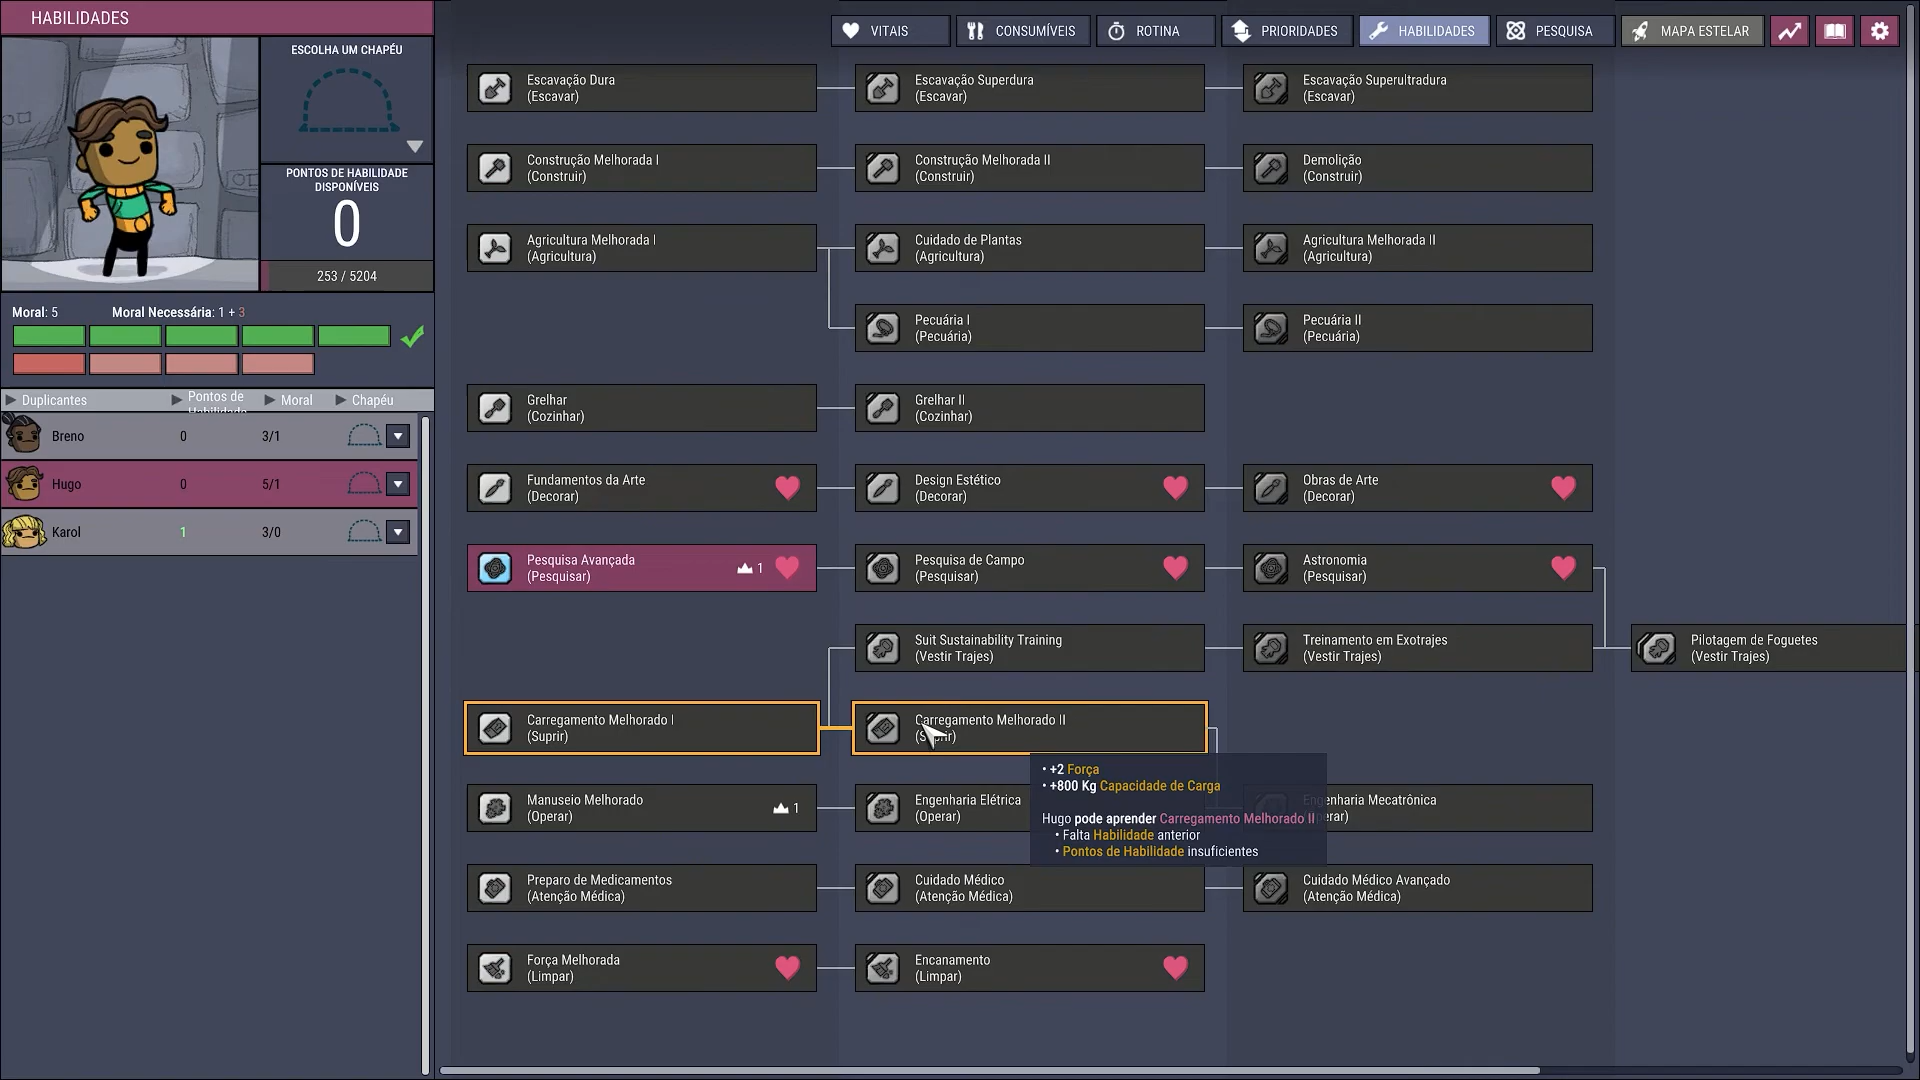 HABILIDADES
VITAIS
CONSUMÍVEIS
ROTINA
PRIORIDADES
HABILIDADES
PESQUISA
MAPA ESTELAR
ESCOLHA UM CHAPÉU
PONTOS DE HABILIDADE
DISPONÍVEIS
0
253 / 5204
Moral: 5
Moral Necessária: 1 + 3
Duplicantes
Pontos de
Habilidade
Moral
Chapéu
Breno 0 3/1
Hugo 0 5/1
Karol 1 3/0
Escavação Dura
(Escavar)
Escavação Superdura
(Escavar)
Escavação Superultradura
(Escavar)
Construção Melhorada I
(Construir)
Construção Melhorada II
(Construir)
Demolição
(Construir)
Agricultura Melhorada I
(Agricultura)
Cuidado de Plantas
(Agricultura)
Agricultura Melhorada II
(Agricultura)
Pecuária I
(Pecuária)
Pecuária II
(Pecuária)
Grelhar
(Cozinhar)
Grelhar II
(Cozinhar)
Fundamentos da Arte
(Decorar)
Design Estético
(Decorar)
Obras de Arte
(Decorar)
Pesquisa Avançada
(Pesquisar)
1
Pesquisa de Campo
(Pesquisar)
Astronomia
(Pesquisar)
Suit Sustainability Training
(Vestir Trajes)
Treinamento em Exotrajes
(Vestir Trajes)
Pilotagem de Foguetes
(Vestir Trajes)
Carregamento Melhorado I
(Suprir)
Carregamento Melhorado II
(Suprir)
• +2 Força
• +800 Kg Capacidade de Carga
Hugo pode aprender Carregamento Melhorado II
• Falta Habilidade anterior
• Pontos de Habilidade insuficientes
Manuseio Melhorado
(Operar)
1
Engenharia Elétrica
(Operar)
Engenharia Mecatrônica
(Operar)
Preparo de Medicamentos
(Atenção Médica)
Cuidado Médico
(Atenção Médica)
Cuidado Médico Avançado
(Atenção Médica)
Força Melhorada
(Limpar)
Encanamento
(Limpar)